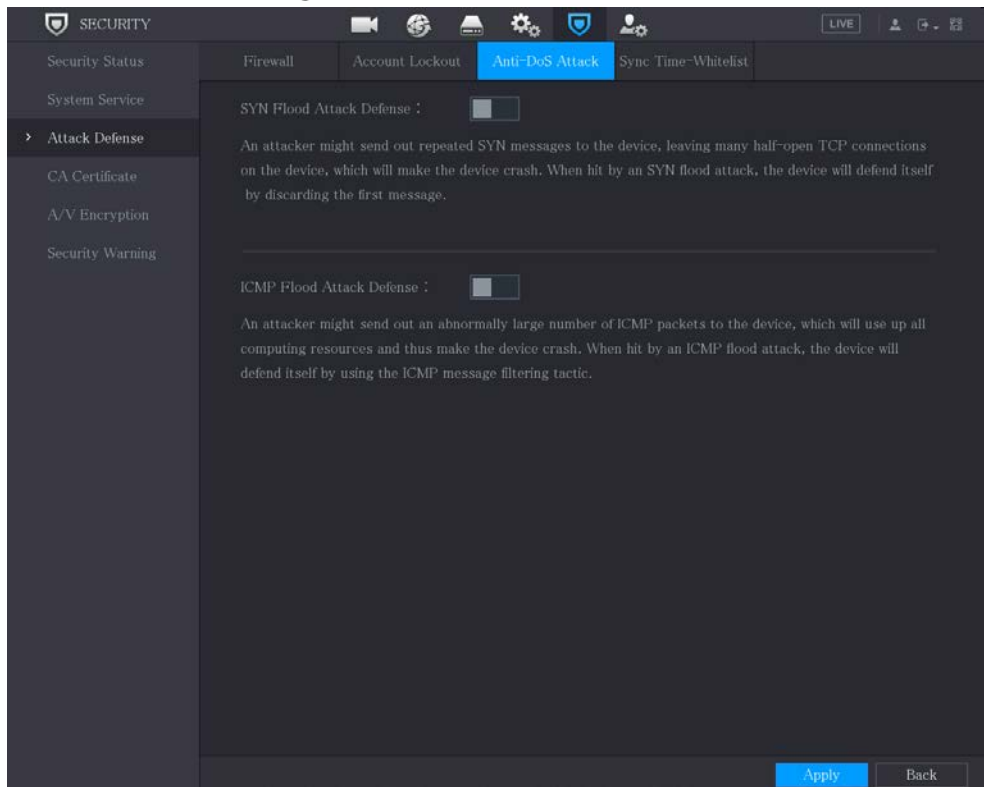 SECURITY
LIVE
Security Status
System Service
Attack Defense
CA Certificate
A/V Encryption
Security Warning
Firewall Account Lockout Anti-DoS Attack Sync Time-Whitelist
SYN Flood Attack Defense :
An attacker might send out repeated SYN messages to the device, leaving many half-open TCP connections
on the device, which will make the device crash. When hit by an SYN flood attack, the device will defend itself
by discarding the first message.
ICMP Flood Attack Defense :
An attacker might send out an abnormally large number of ICMP packets to the device, which will use up all
computing resources and thus make the device crash. When hit by an ICMP flood attack, the device will
defend itself by using the ICMP message filtering tactic.
Apply Back